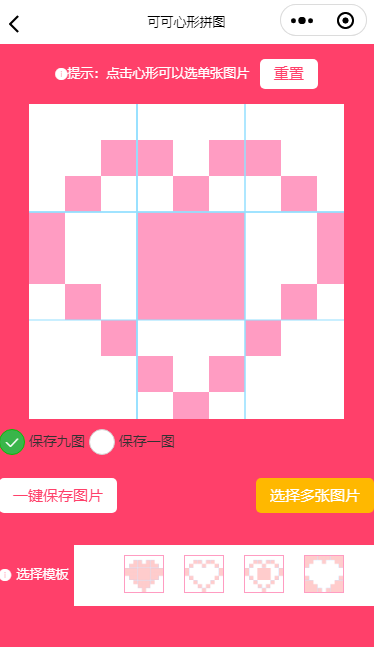 可可心形拼图
提示：点击心形可以选单张图片
重置
保存九图
保存一图
一键保存图片
选择多张图片
选择模板